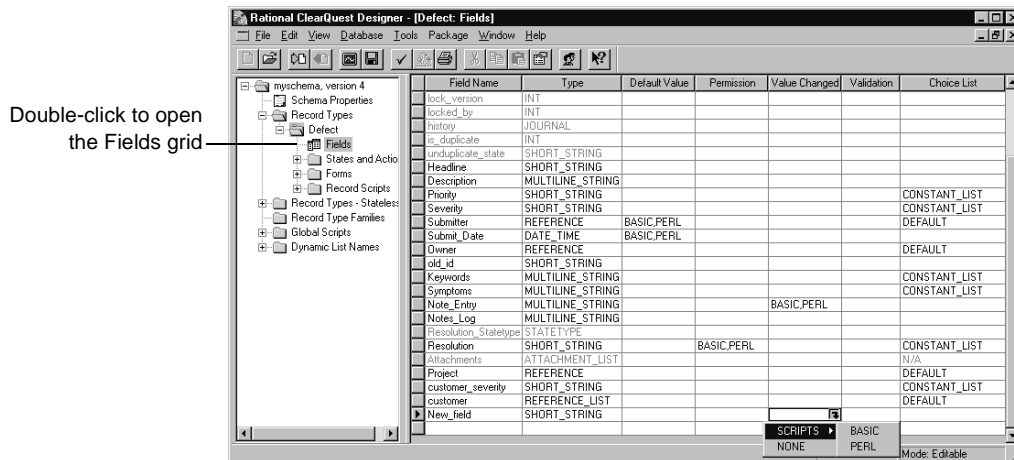 Rational ClearQuest Designer - [Defect: Fields]
File Edit View Database Tools Package Window Help
Double-click to open
the Fields grid
myschema, version 4
Schema Properties
Record Types
Defect
Fields
States and Actio
Forms
Record Scripts
Record Types - Stateless
Record Type Families
Global Scripts
Dynamic List Names
Field Name Type Default Value Permission Value Changed Validation Choice List
lock_version INT
locked_by INT
history JOURNAL
is_duplicate INT
unduplicate_state SHORT_STRING
Headline SHORT_STRING
Description MULTILINE_STRING
Priority SHORT_STRING CONSTANT_LIST
Severity SHORT_STRING CONSTANT_LIST
Submitter REFERENCE BASIC,PERL DEFAULT
Submit_Date DATE_TIME BASIC,PERL
Owner REFERENCE DEFAULT
old_id SHORT_STRING
Keywords MULTILINE_STRING CONSTANT_LIST
Symptoms MULTILINE_STRING CONSTANT_LIST
Note_Entry MULTILINE_STRING BASIC,PERL
Notes_Log MULTILINE_STRING
Resolution_Statetype STATETYPE
Resolution SHORT_STRING BASIC,PERL CONSTANT_LIST
Attachments ATTACHMENT_LIST N/A
Project REFERENCE DEFAULT
customer_severity SHORT_STRING CONSTANT_LIST
customer REFERENCE_LIST DEFAULT
New_field SHORT_STRING
SCRIPTS BASIC
NONE PERL
Mode: Editable